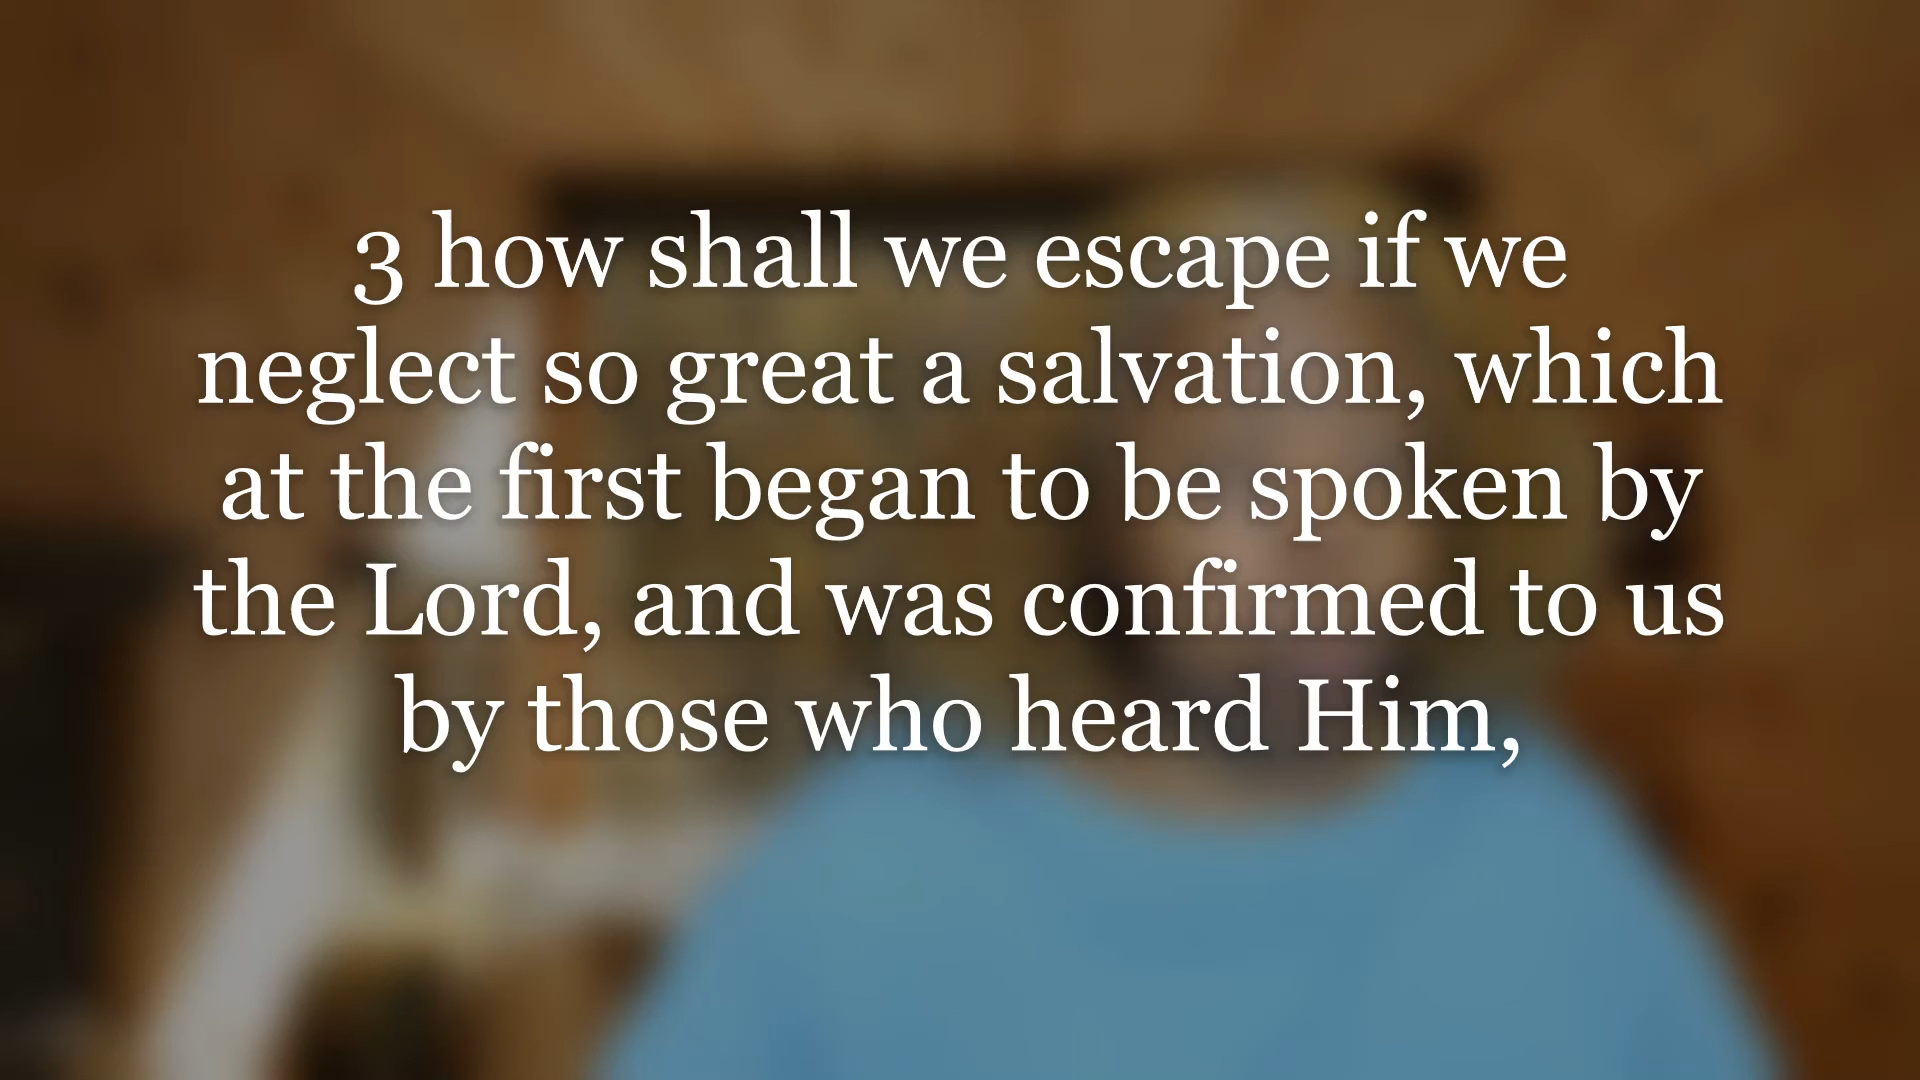 3 how shall we escape if we
neglect so great a salvation, which
at the first began to be spoken by
the Lord, and was confirmed to us
by those who heard Him,